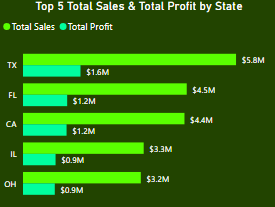 Top 5 Total Sales & Total Profit by State
Total Sales Total Profit
TX $5.8M
$1.6M
FL $4.5M
$1.2M
CA $4.4M
$1.2M
IL $3.3M
$0.9M
OH $3.2M
$0.9M